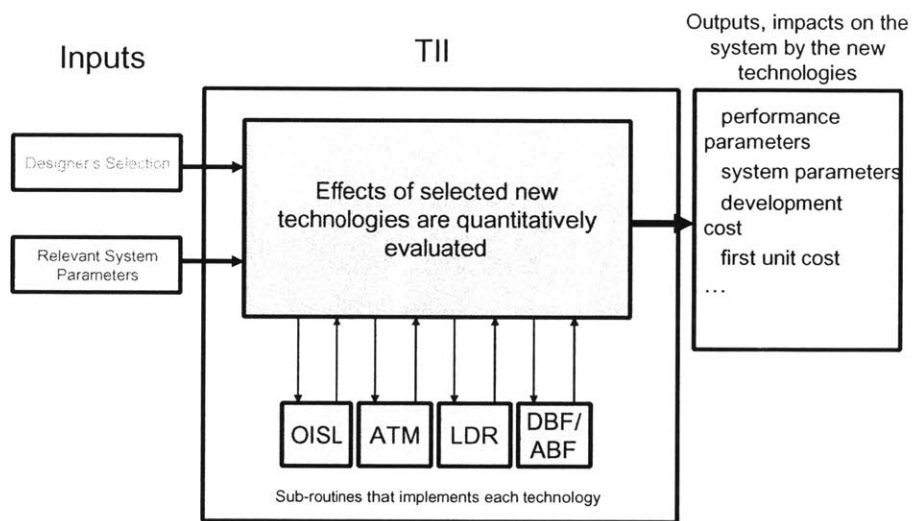 Inputs
TII
Outputs, impacts on the
system by the new
technologies
Designer's Selection
Relevant System
Parameters
Effects of selected new
technologies are quantitatively
evaluated
performance
parameters
system parameters
development
cost
first unit cost
…
OISL
ATM
LDR
DBF/
ABF
Sub-routines that implements each technology